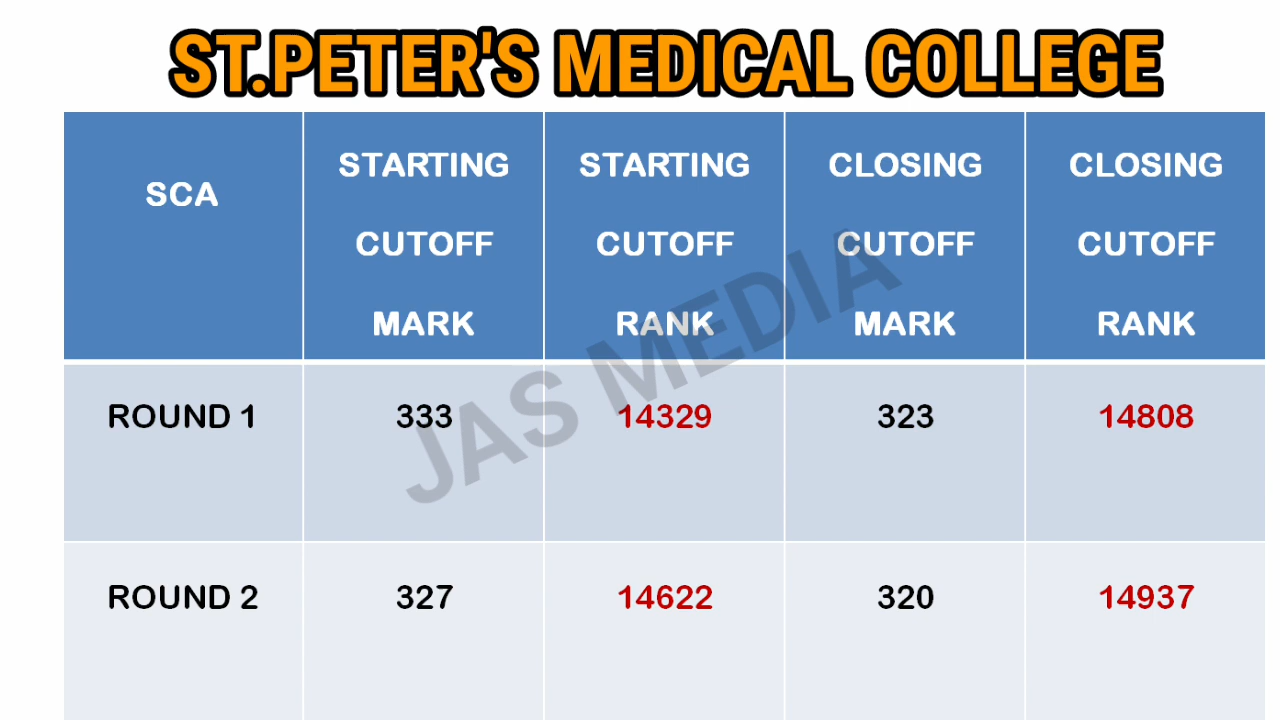 ST.PETER'S MEDICAL COLLEGE
SCA
STARTING
CUTOFF
MARK
STARTING
CUTOFF
RANK
CLOSING
CUTOFF
MARK
CLOSING
CUTOFF
RANK
ROUND 1 333 14329 323 14808
ROUND 2 327 14622 320 14937
JAS MEDIA